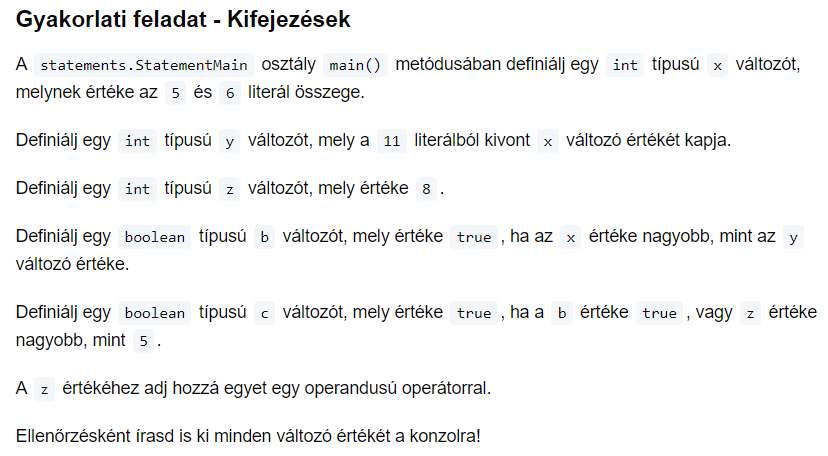 Gyakorlati feladat - Kifejezések
A statements.StatementMain osztály main() metódusában definiálj egy int típusú x változót,
melynek értéke az 5 és 6 literál összege.
Definiálj egy int típusú y változót, mely a 11 literálból kivont x változó értékét kapja.
Definiálj egy int típusú z változót, mely értéke 8.
Definiálj egy boolean típusú b változót, mely értéke true, ha az x értéke nagyobb, mint az y
változó értéke.
Definiálj egy boolean típusú c változót, mely értéke true, ha a b értéke true, vagy z értéke
nagyobb, mint 5.
A z értékéhez adj hozzá egyet egy operandusú operátorral.
Ellenőrzésként írasd is ki minden változó értékét a konzolra!